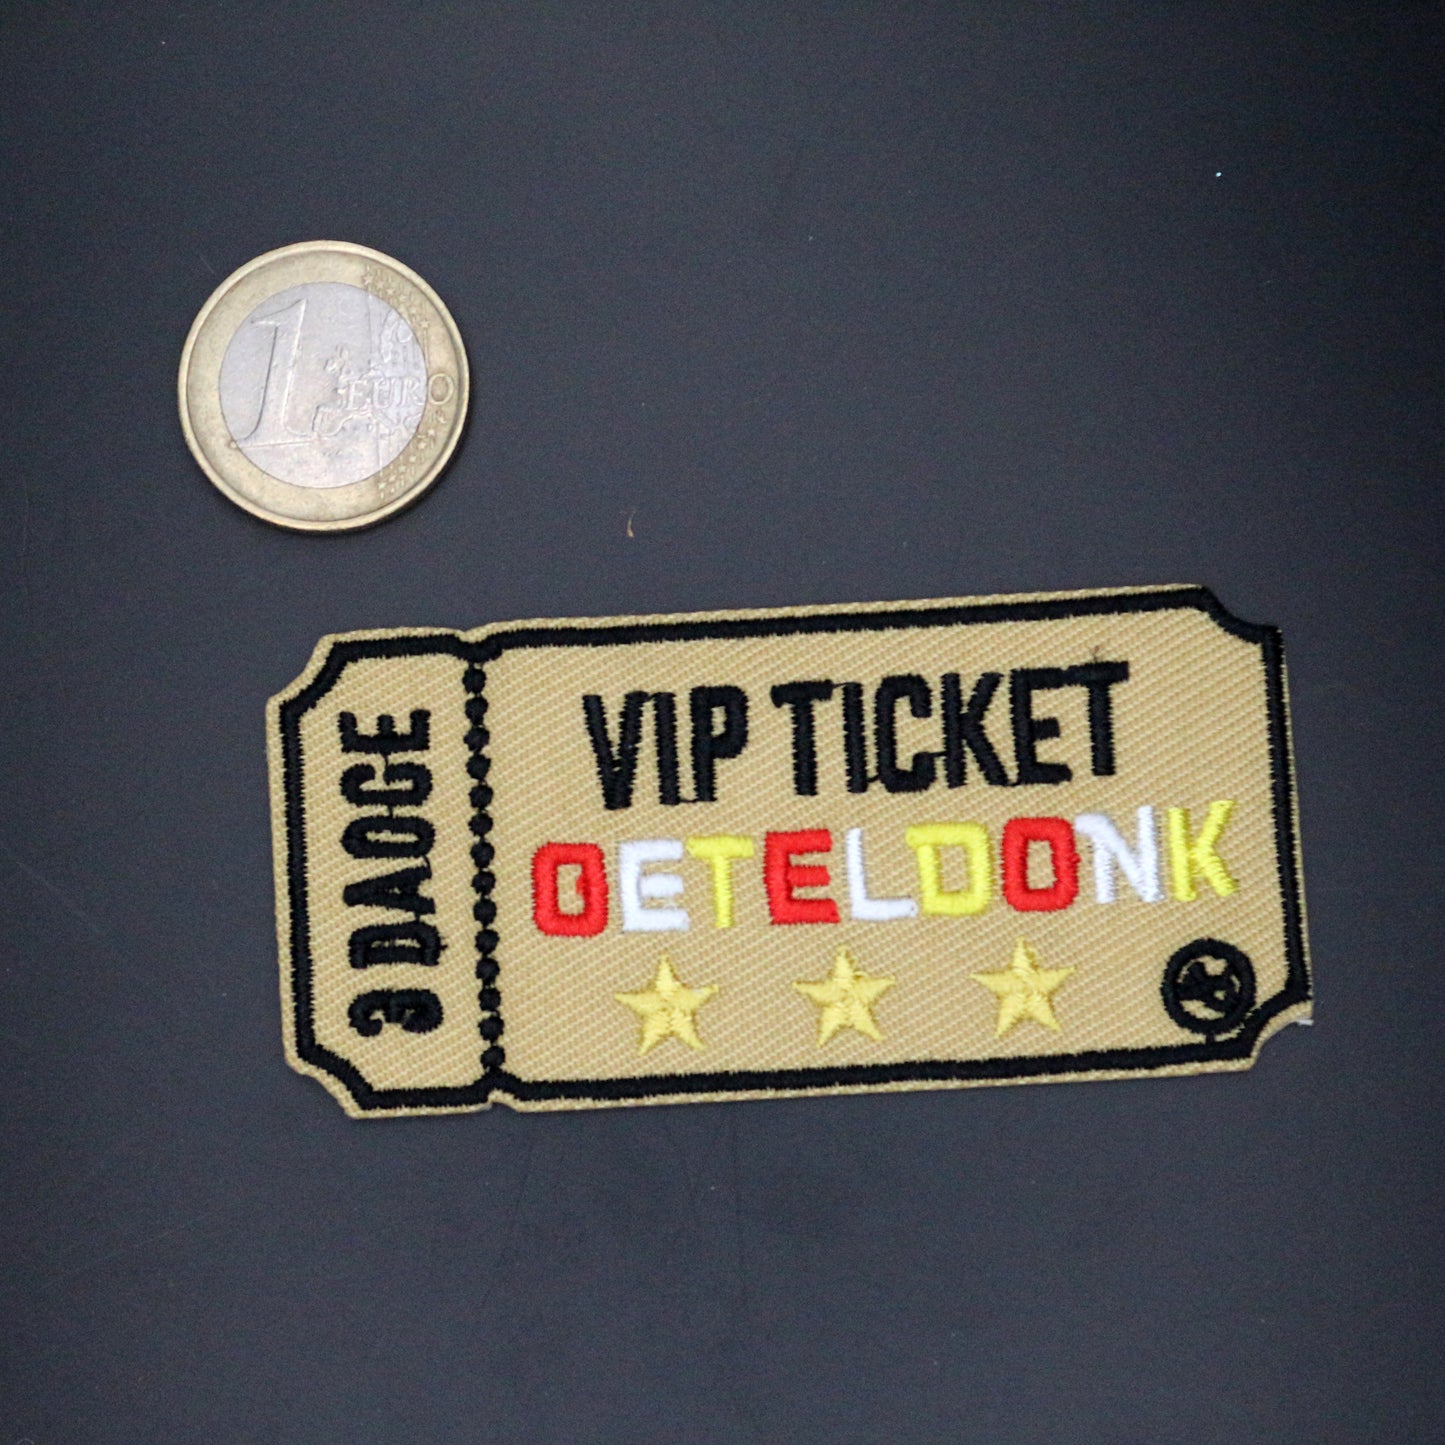 1 EURO
3 DAOGE
VIP TICKET
OETELDONK